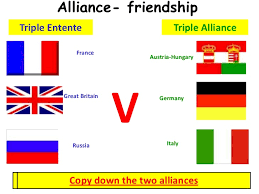 Alliance- friendship
Triple Entente
Triple Alliance
France
Austria-Hungary
Great Britain
Germany
V
Russia
Italy
Copy down the two alliances